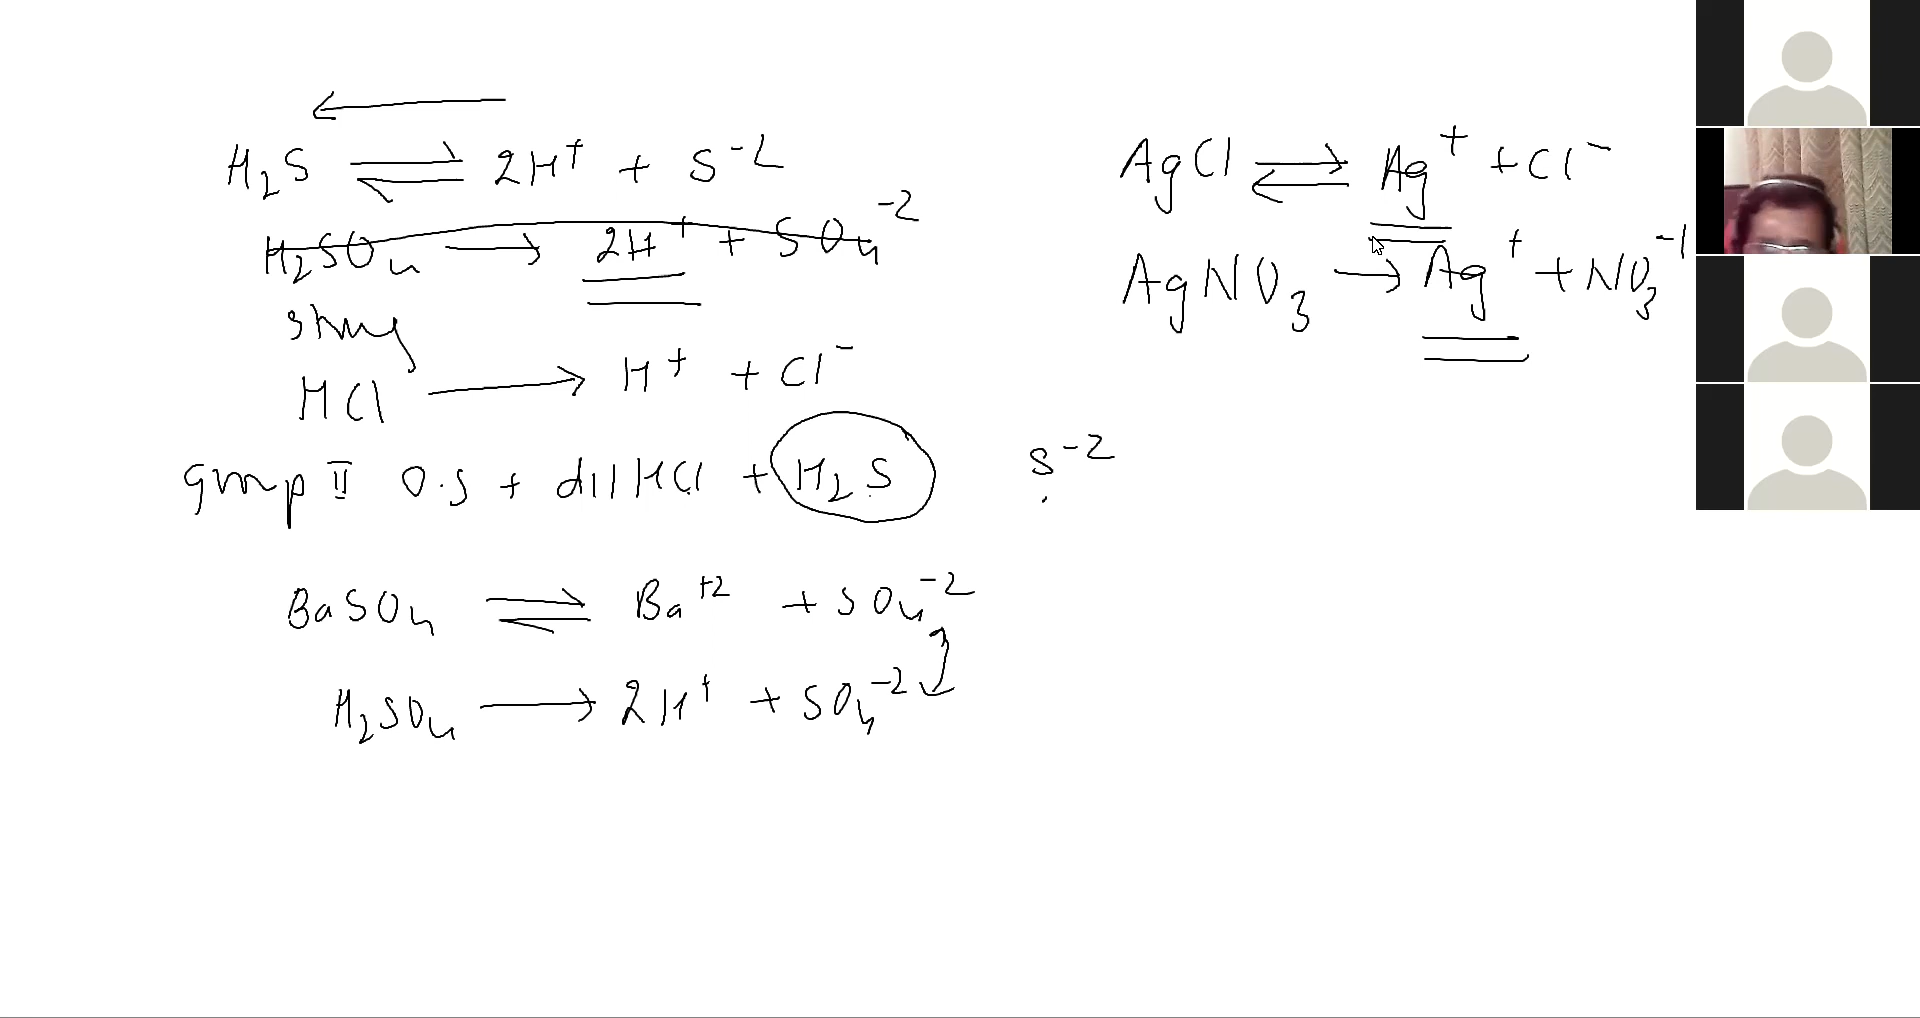 H₂S ⇌ 2H⁺ + S⁻²
H₂SO₄ → 2H⁺ + SO₄⁻²
strong
HCl → H⁺ + Cl⁻
group II O.S + dil HCl + H₂S S⁻²
BaSO₄ ⇌ Ba⁺² + SO₄⁻²
H₂SO₄ → 2H⁺ + SO₄⁻²
AgCl ⇌ Ag⁺ + Cl⁻
AgNO₃ → Ag⁺ + NO₃⁻¹